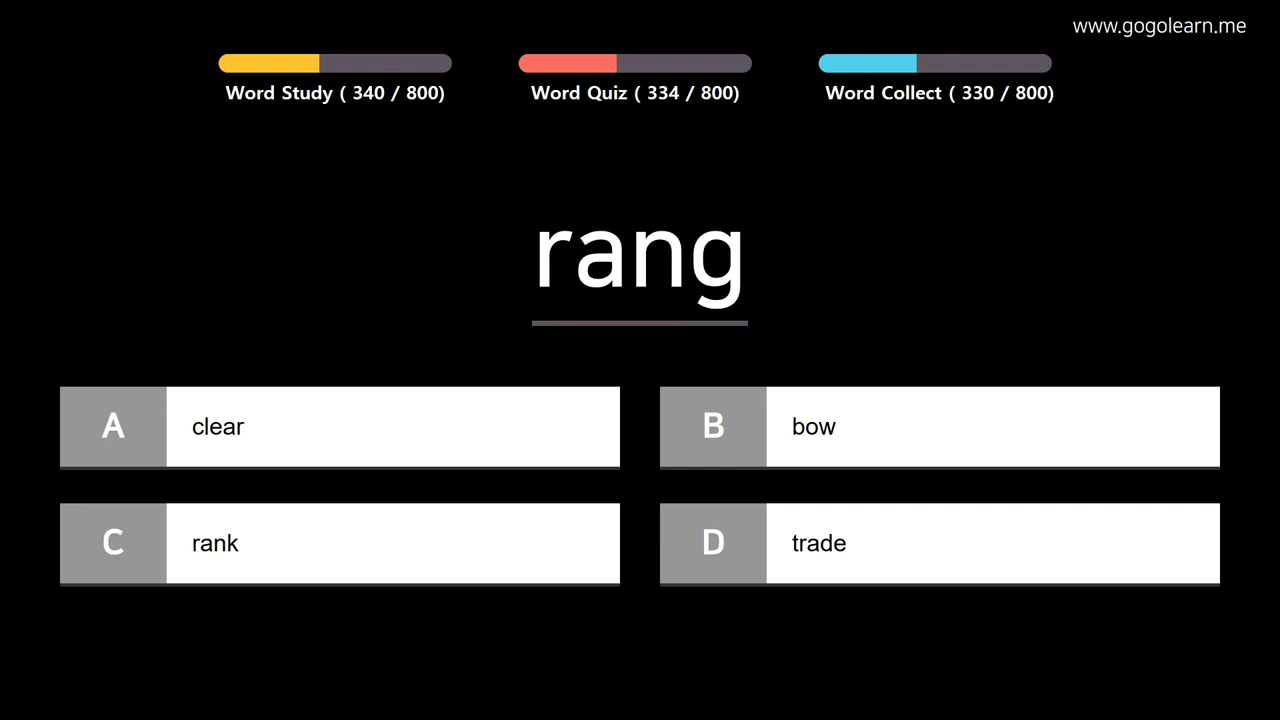 www.gogolearn.me
Word Study ( 340 / 800)
Word Quiz ( 334 / 800)
Word Collect ( 330 / 800)
rang
A clear
B bow
C rank
D trade